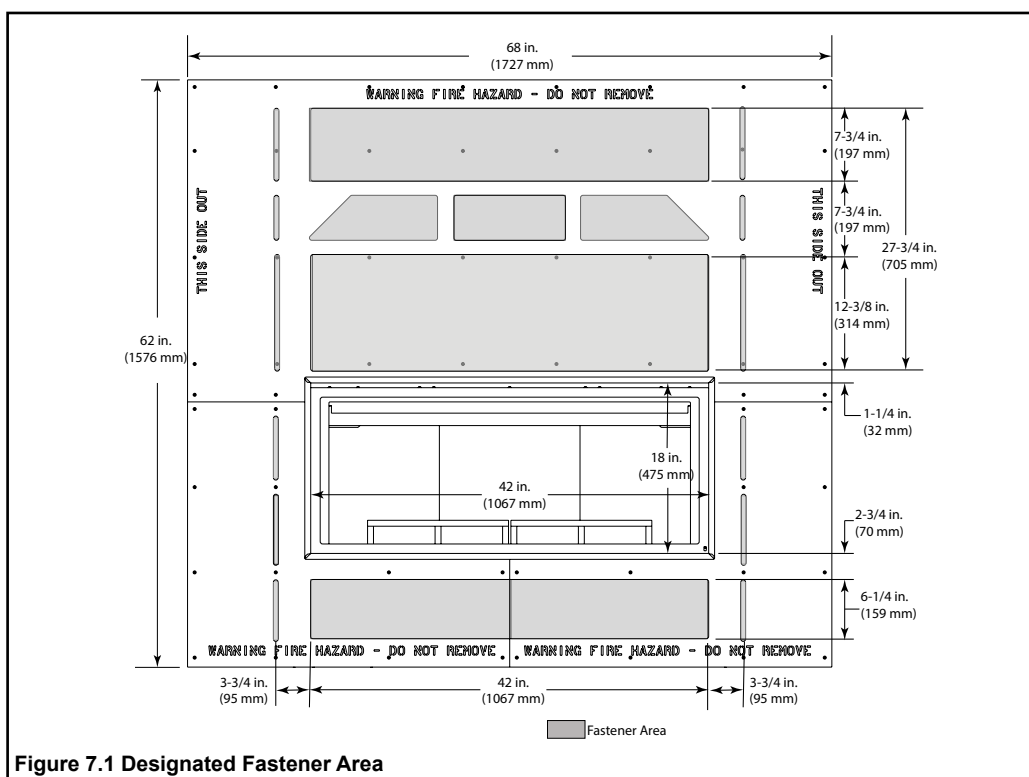 68 in.
(1727 mm)
WARNING FIRE HAZARD - DO NOT REMOVE
7-3/4 in.
(197 mm)
THIS SIDE OUT
THIS SIDE OUT
7-3/4 in.
(197 mm)
27-3/4 in.
(705 mm)
12-3/8 in.
(314 mm)
62 in.
(1576 mm)
1-1/4 in.
(32 mm)
18 in.
(475 mm)
42 in.
(1067 mm)
2-3/4 in.
(70 mm)
6-1/4 in.
(159 mm)
WARNING FIRE HAZARD - DO NOT REMOVE
WARNING FIRE HAZARD - DO NOT REMOVE
3-3/4 in.
(95 mm)
42 in.
(1067 mm)
3-3/4 in.
(95 mm)
Fastener Area
Figure 7.1 Designated Fastener Area